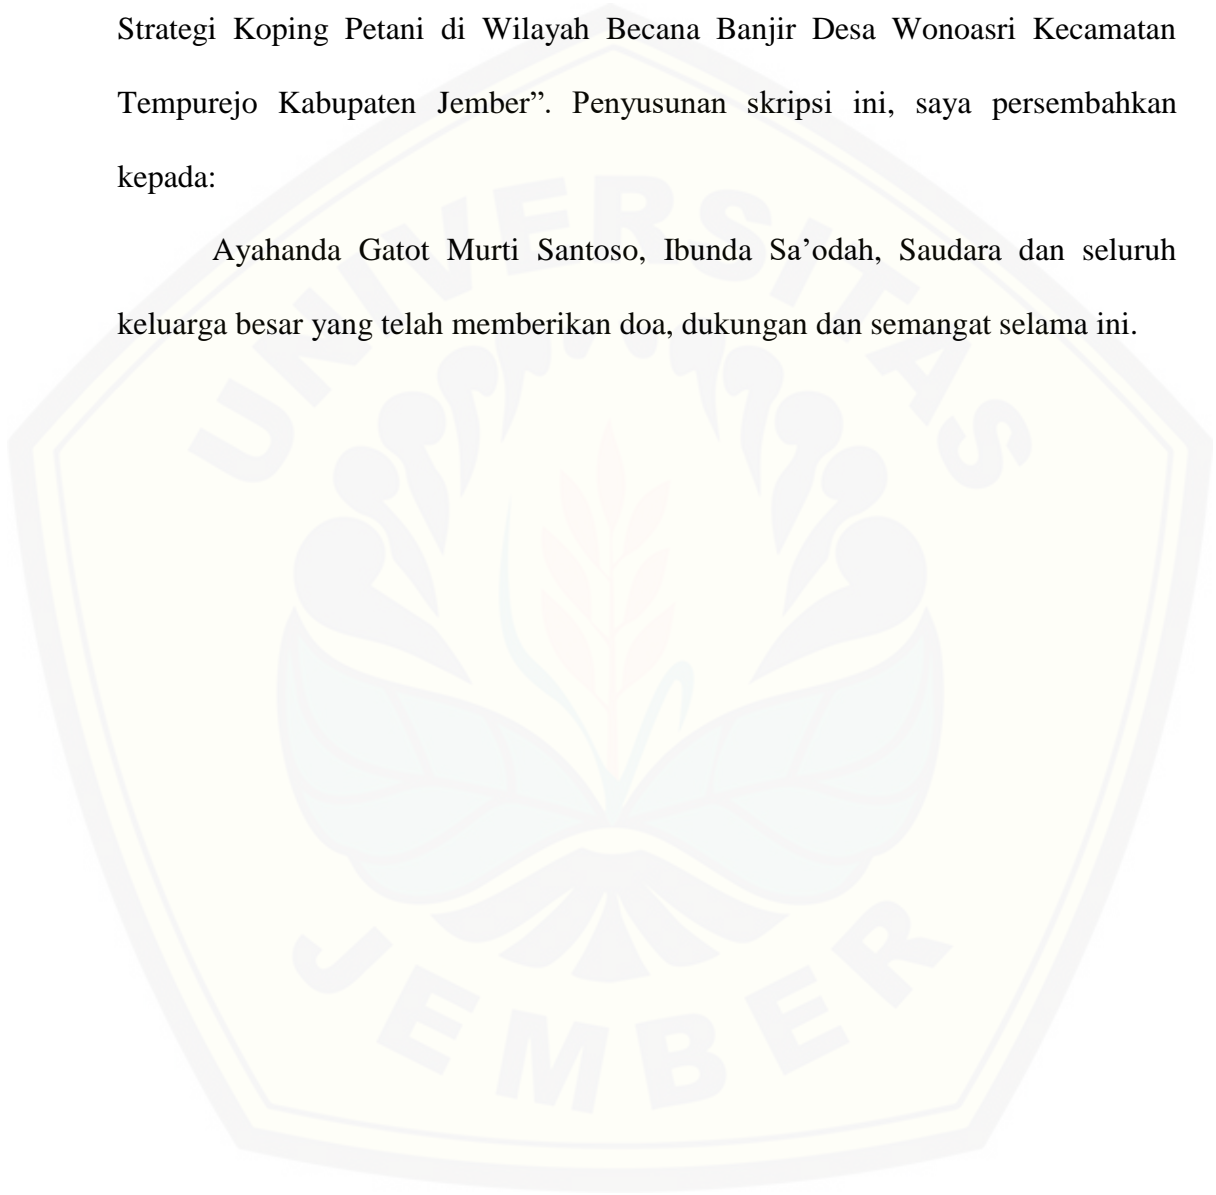 Strategi Koping Petani di Wilayah Becana Banjir Desa Wonoasri Kecamatan
Tempurejo Kabupaten Jember”. Penyusunan skripsi ini, saya persembahkan
kepada:
Ayahanda Gatot Murti Santoso, Ibunda Sa’odah, Saudara dan seluruh
keluarga besar yang telah memberikan doa, dukungan dan semangat selama ini.
UNIVERSITAS
JEMBER